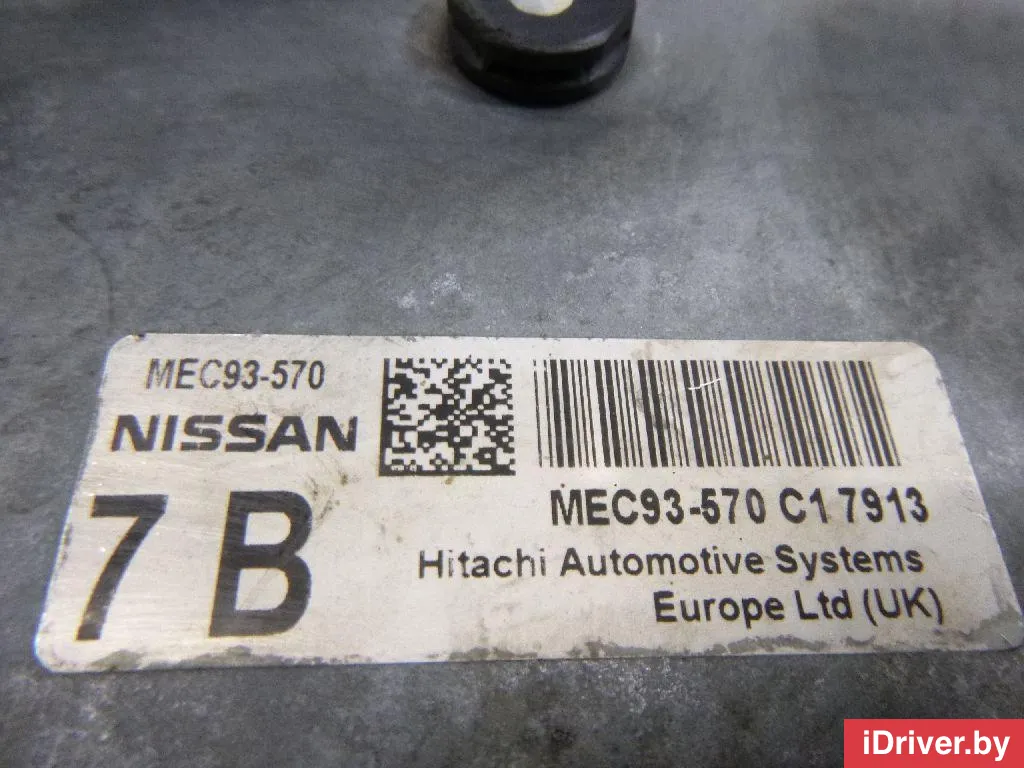 MEC93-570
NISSAN
7 B
MEC93-570 C1 7913
Hitachi Automotive Systems
Europe Ltd (UK)
iDriver.by